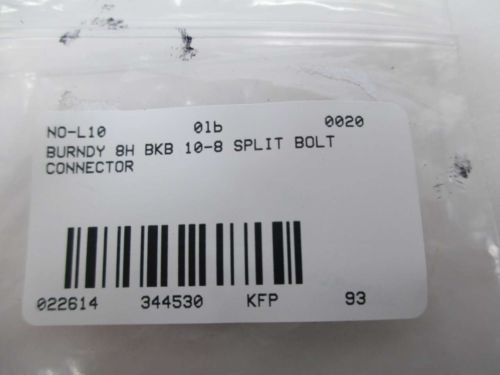 NO-L10 01b 0020
BURNDY 8H BKB 10-8 SPLIT BOLT
CONNECTOR
022614 344530 KFP 93